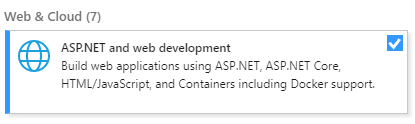 Web & Cloud (7)
ASP.NET and web development
Build web applications using ASP.NET, ASP.NET Core,
HTML/JavaScript, and Containers including Docker support.